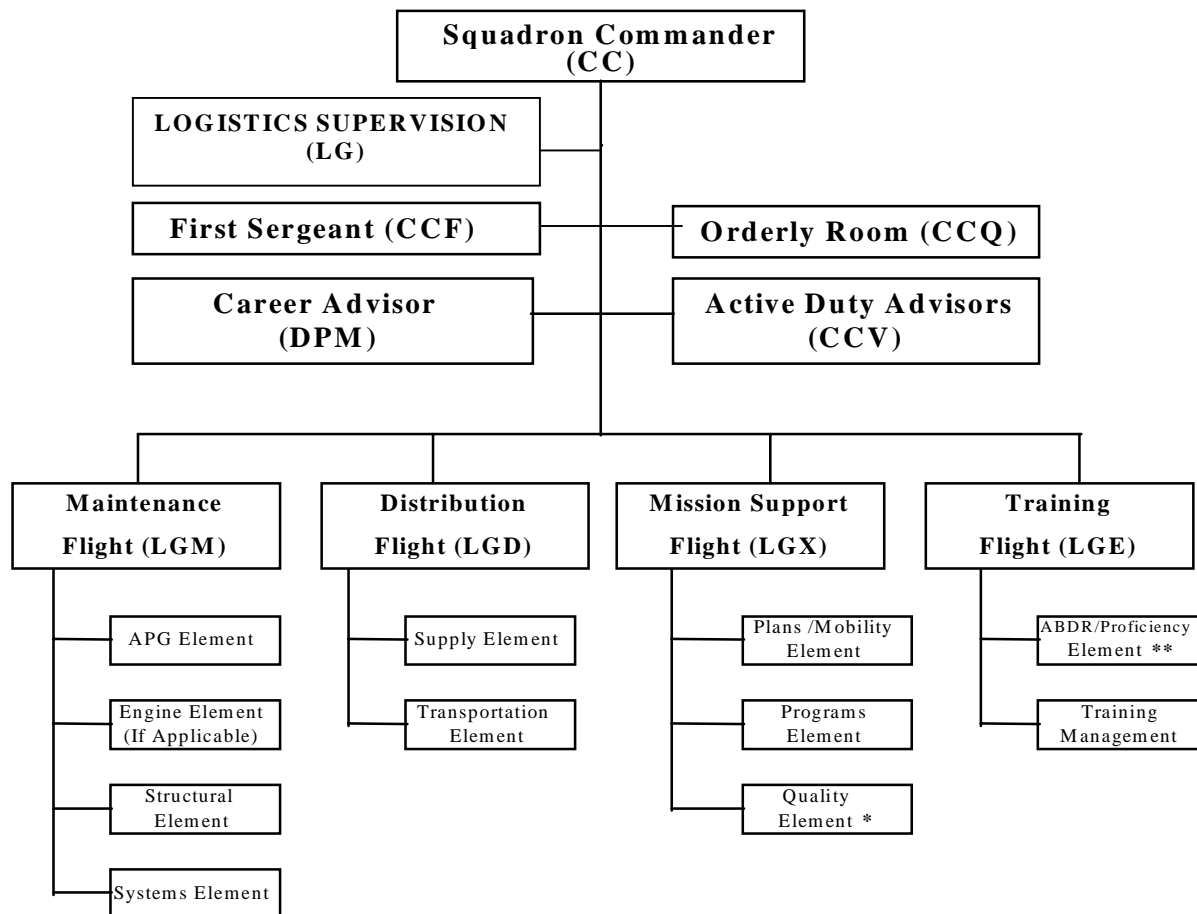 Squadron Commander
(CC)
LOGISTICS SUPERVISION
(LG)
First Sergeant (CCF)
Orderly Room (CCQ)
Career Advisor
(DPM)
Active Duty Advisors
(CCV)
Maintenance
Flight (LGM)
Distribution
Flight (LGD)
Mission Support
Flight (LGX)
Training
Flight (LGE)
APG Element
Engine Element
(If Applicable)
Structural
Element
Systems Element
Supply Element
Transportation
Element
Plans /Mobility
Element
Programs
Element
Quality
Element *
ABDR/Proficiency
Element **
Training
Management